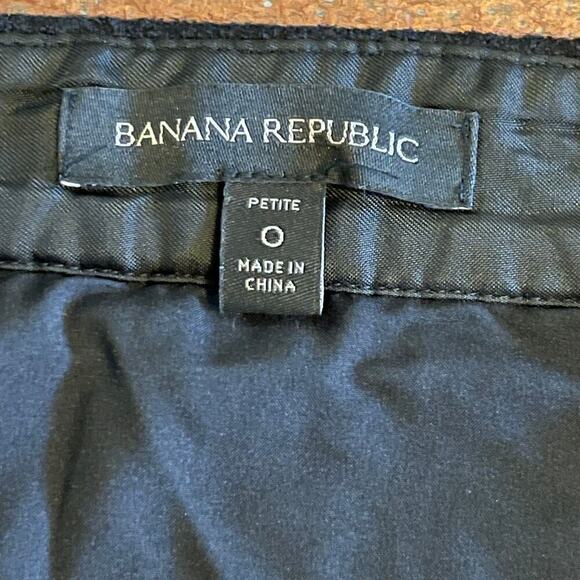 BANANA REPUBLIC
PETITE
0
MADE IN
CHINA